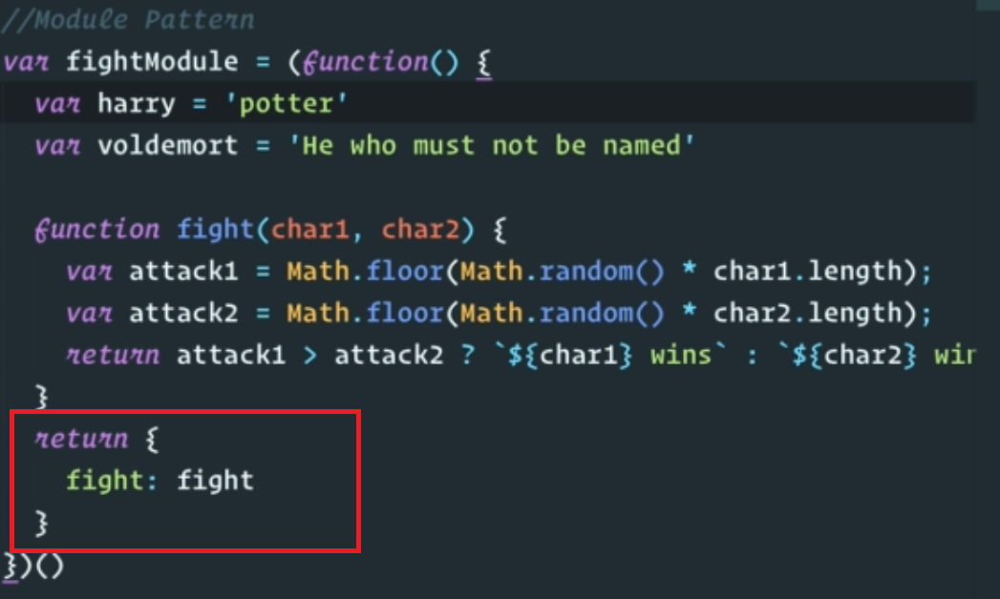 //Module Pattern
var fightModule = (function() {
var harry = 'potter'
var voldemort = 'He who must not be named'
function fight(char1, char2) {
var attack1 = Math.floor(Math.random() * char1.length);
var attack2 = Math.floor(Math.random() * char2.length);
return attack1 > attack2 ? `${char1} wins` : `${char2}
}
return {
fight: fight
}
})()